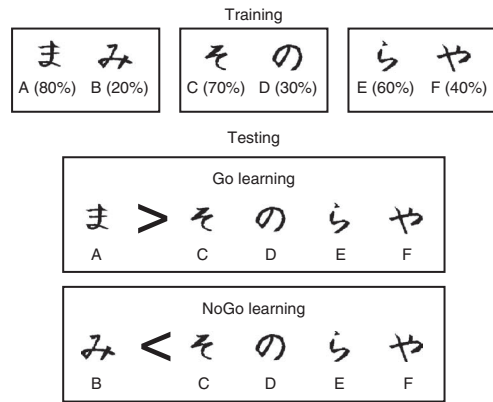 Training
ま み そ の ら や
A (80%) B (20%) C (70%) D (30%) E (60%) F (40%)
Testing
Go learning
ま > そ の ら や
A C D E F
NoGo learning
み < そ の ら や
B C D E F